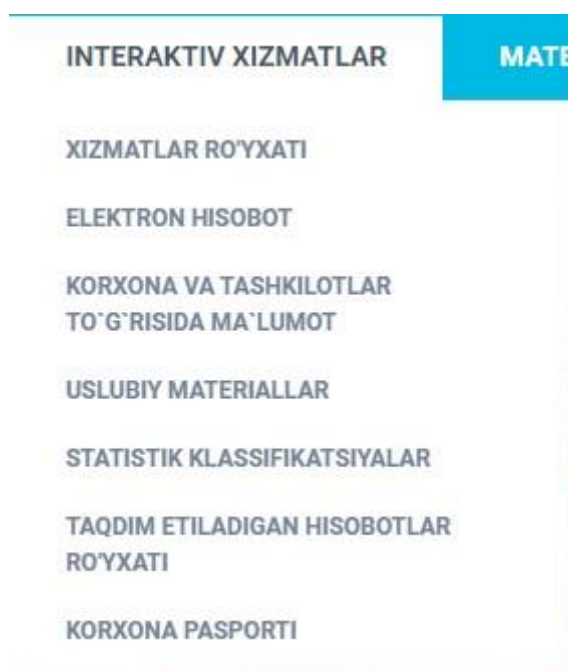 INTERAKTIV XIZMATLAR MATE
XIZMATLAR RO'YXATI
ELEKTRON HISOBOT
KORXONA VA TASHKILOTLAR
TO`G`RISIDA MA`LUMOT
USLUBIY MATERIALLAR
STATISTIK KLASSIFIKATSIYALAR
TAQDIM ETILADIGAN HISOBOTLAR
RO'YXATI
KORXONA PASPORTI